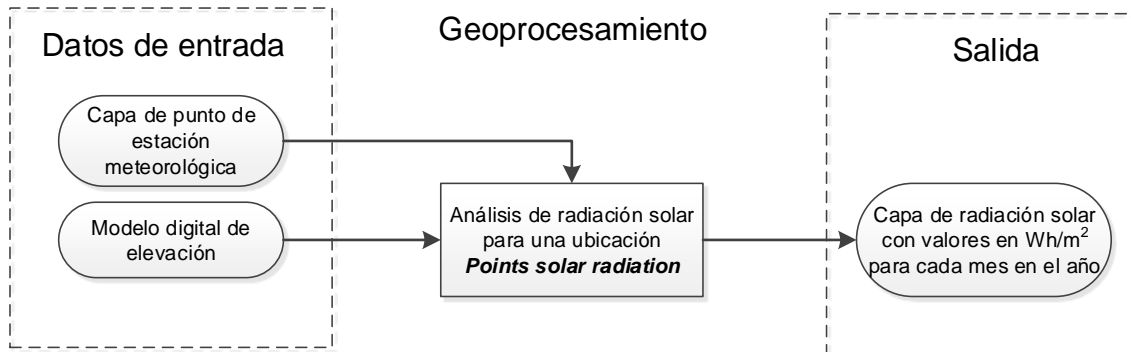 Datos de entrada
Geoprocesamiento
Salida
Capa de punto de
estación
meteorológica
Modelo digital de
elevación
Análisis de radiación solar
para una ubicación
Points solar radiation
Capa de radiación solar
con valores en Wh/m²
para cada mes en el año